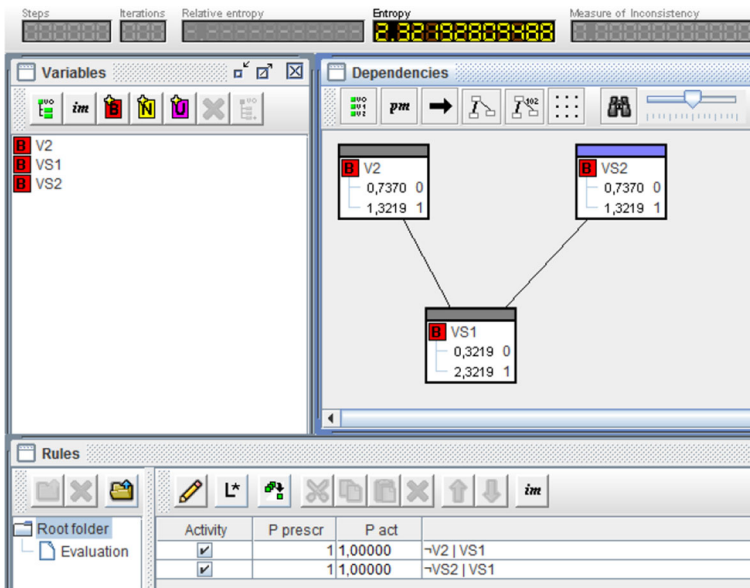 Steps Iterations Relative entropy Entropy Measure of Inconsistency
2.32192809488
Variables
Dependencies
im
B
N
U
pm
B V2
B VS1
B VS2
B V2
0,7370 0
1,3219 1
B VS2
0,7370 0
1,3219 1
B VS1
0,3219 0
2,3219 1
Rules
L*
im
Root folder
Evaluation
Activity P prescr P act
1 1,00000 ¬V2 | VS1
1 1,00000 ¬VS2 | VS1